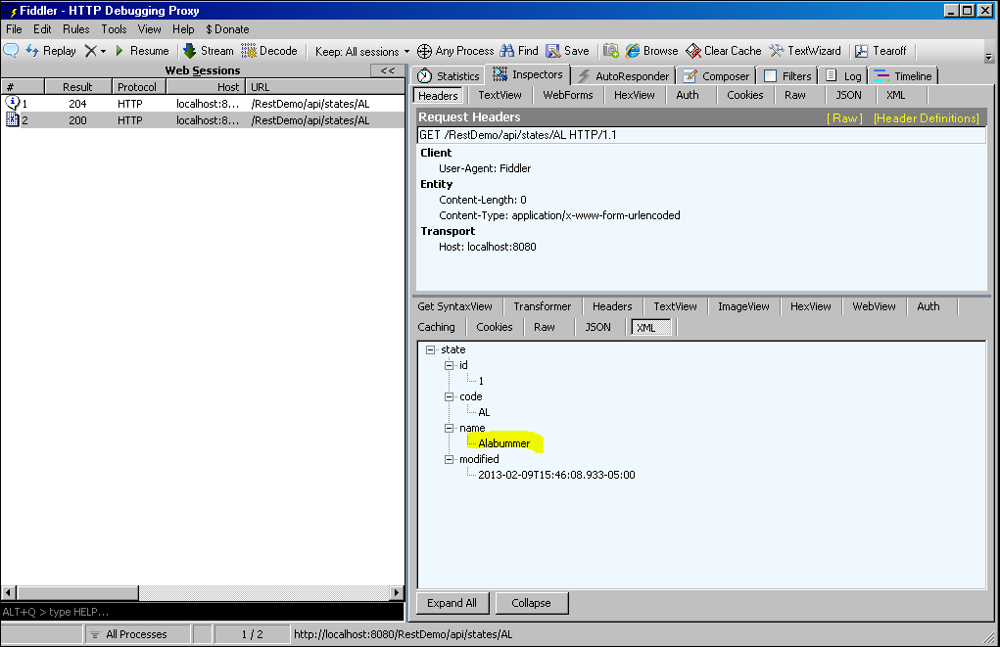 Fiddler - HTTP Debugging Proxy
File Edit Rules Tools View Help $ Donate
Replay Resume Stream Decode Keep: All sessions Any Process Find Save Browse Clear Cache TextWizard Tearoff
Web Sessions <<
# Result Protocol Host URL
1 204 HTTP localhost:8... /RestDemo/api/states/AL
2 200 HTTP localhost:8... /RestDemo/api/states/AL
Statistics Inspectors AutoResponder Composer Filters Log Timeline
Headers TextView WebForms HexView Auth Cookies Raw JSON XML
Request Headers [ Raw ] [Header Definitions]
GET /RestDemo/api/states/AL HTTP/1.1
Client
User-Agent: Fiddler
Entity
Content-Length: 0
Content-Type: application/x-www-form-urlencoded
Transport
Host: localhost:8080
Get SyntaxView Transformer Headers TextView ImageView HexView WebView Auth
Caching Cookies Raw JSON XML
state
id
1
code
AL
name
Alabummer
modified
2013-02-09T15:46:08.933-05:00
Expand All Collapse
ALT+Q > type HELP...
All Processes 1 / 2 http://localhost:8080/RestDemo/api/states/AL